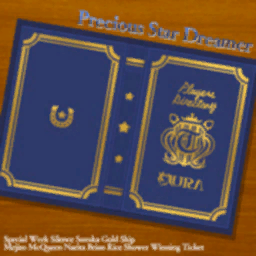 Precious Star Dreamer
Players
Directory
URA
Special Week Silence Suzuka Gold Ship
Mejiro McQueen Narita Brian Rice Shower Winning Ticket